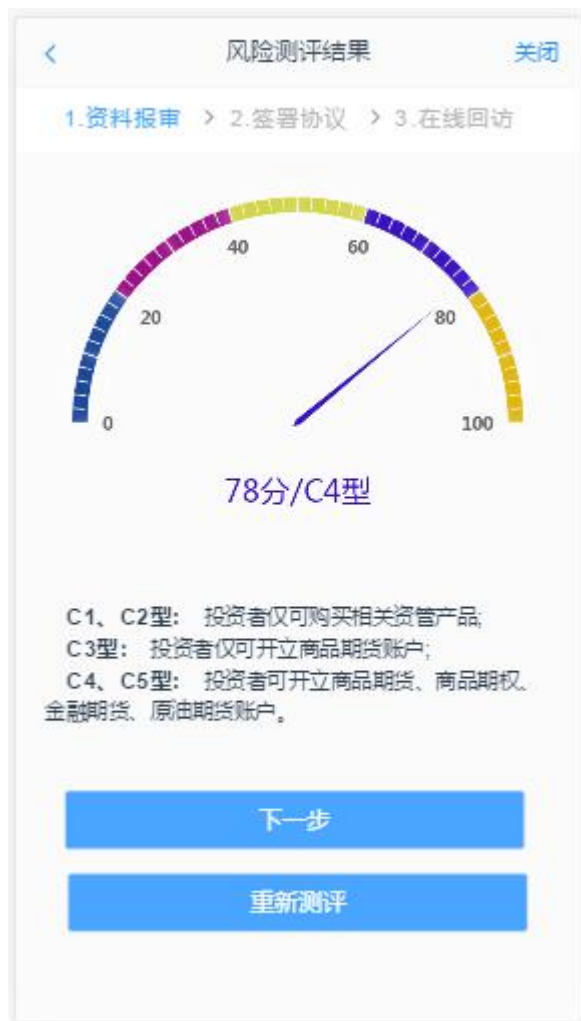 < 风险测评结果 关闭
1.资料报审 > 2.签署协议 > 3.在线回访
40 60
20 80
0 100
78分/C4型
C1、C2型: 投资者仅可购买相关资管产品;
C3型: 投资者仅可开立商品期货账户;
C4、C5型: 投资者可开立商品期货、商品期权、
金融期货、原油期货账户。
下一步
重新测评